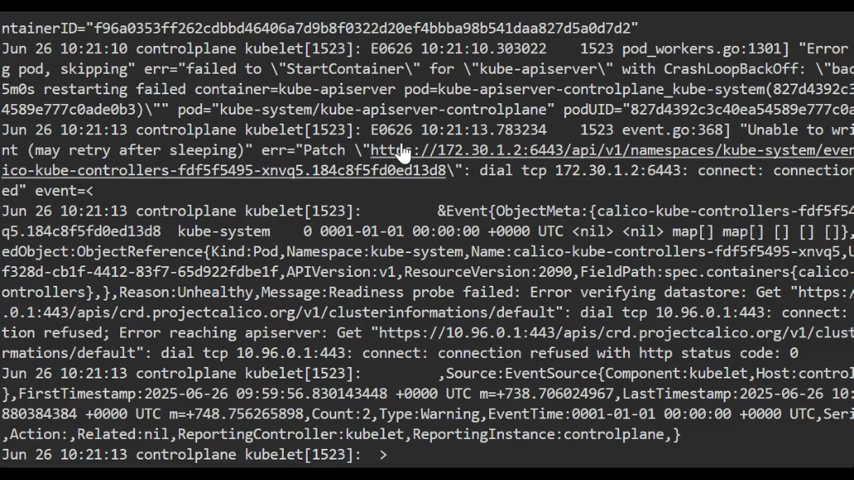 ntainerID="f96a0353ff262cdbbd46406a7d9b8f0322d20ef4bbba98b541daa827d5a0d7d2"
Jun 26 10:21:10 controlplane kubelet[1523]: E0626 10:21:10.303022    1523 pod_workers.go:1301] "Error
g pod, skipping" err="failed to \"StartContainer\" for \"kube-apiserver\" with CrashLoopBackOff: \"bac
5m0s restarting failed container=kube-apiserver pod=kube-apiserver-controlplane_kube-system(827d4392c3
4589e777c0ade0b3)\"" pod="kube-system/kube-apiserver-controlplane" podUID="827d4392c3c40ea54589e777c0a
Jun 26 10:21:13 controlplane kubelet[1523]: E0626 10:21:13.783234    1523 event.go:368] "Unable to wri
nt (may retry after sleeping)" err="Patch \"https://172.30.1.2:6443/api/v1/namespaces/kube-system/even
ico-kube-controllers-fdf5f5495-xnvq5.184c8f5fd0ed13d8\": dial tcp 172.30.1.2:6443: connect: connection
ed" event=<
Jun 26 10:21:13 controlplane kubelet[1523]:         &Event{ObjectMeta:{calico-kube-controllers-fdf5f54
q5.184c8f5fd0ed13d8  kube-system    0 0001-01-01 00:00:00 +0000 UTC <nil> <nil> map[] map[] [] [] []},
edObject:ObjectReference{Kind:Pod,Namespace:kube-system,Name:calico-kube-controllers-fdf5f5495-xnvq5,U
f328d-cb1f-4412-83f7-65d922fdbe1f,APIVersion:v1,ResourceVersion:2090,FieldPath:spec.containers{calico-
ontrollers},},Reason:Unhealthy,Message:Readiness probe failed: Error verifying datastore: Get "https:/
.0.1:443/apis/crd.projectcalico.org/v1/clusterinformations/default": dial tcp 10.96.0.1:443: connect:
tion refused; Error reaching apiserver: Get "https://10.96.0.1:443/apis/crd.projectcalico.org/v1/clust
rmations/default": dial tcp 10.96.0.1:443: connect: connection refused with http status code: 0
Jun 26 10:21:13 controlplane kubelet[1523]:         ,Source:EventSource{Component:kubelet,Host:control
},FirstTimestamp:2025-06-26 09:59:56.830143448 +0000 UTC m=+738.706024967,LastTimestamp:2025-06-26 10:
880384384 +0000 UTC m=+748.756265898,Count:2,Type:Warning,EventTime:0001-01-01 00:00:00 +0000 UTC,Seri
,Action:,Related:nil,ReportingController:kubelet,ReportingInstance:controlplane,}
Jun 26 10:21:13 controlplane kubelet[1523]:  >